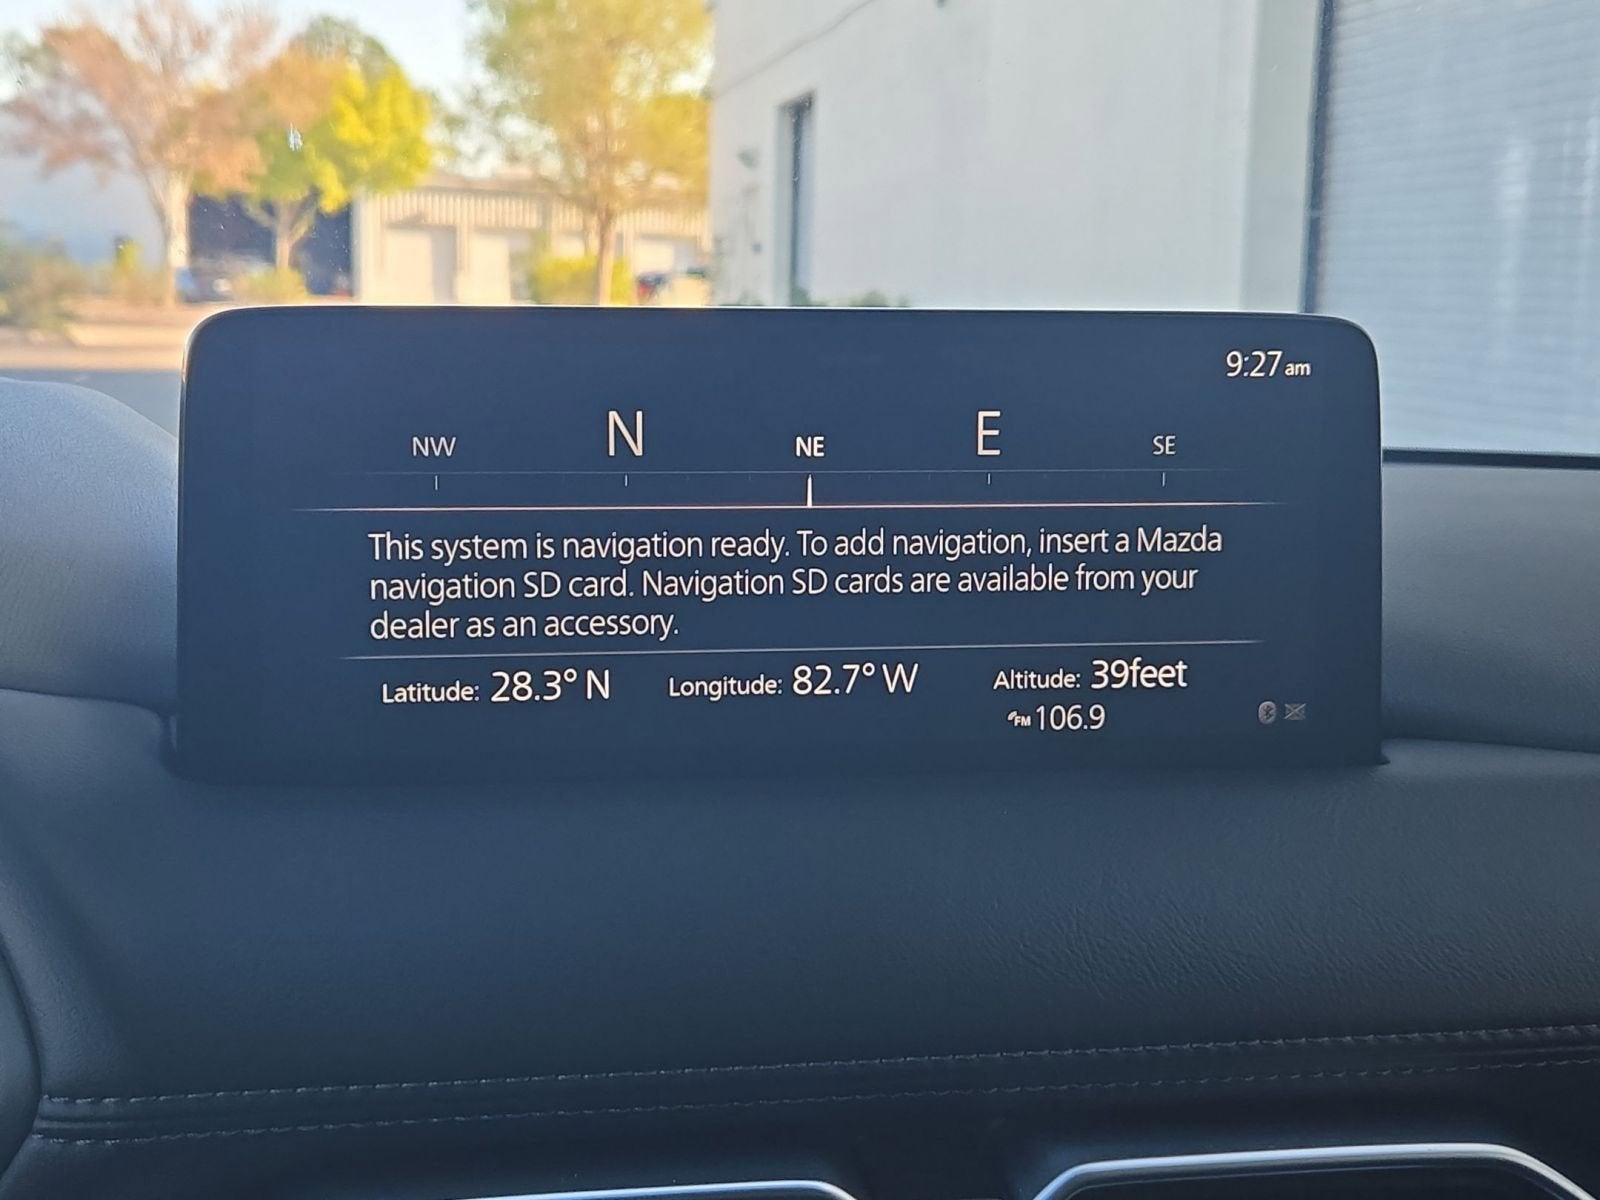 9:27 am
NW N NE E SE
This system is navigation ready. To add navigation, insert a Mazda
navigation SD card. Navigation SD cards are available from your
dealer as an accessory.
Latitude: 28.3° N Longitude: 82.7° W Altitude: 39feet
FM 106.9